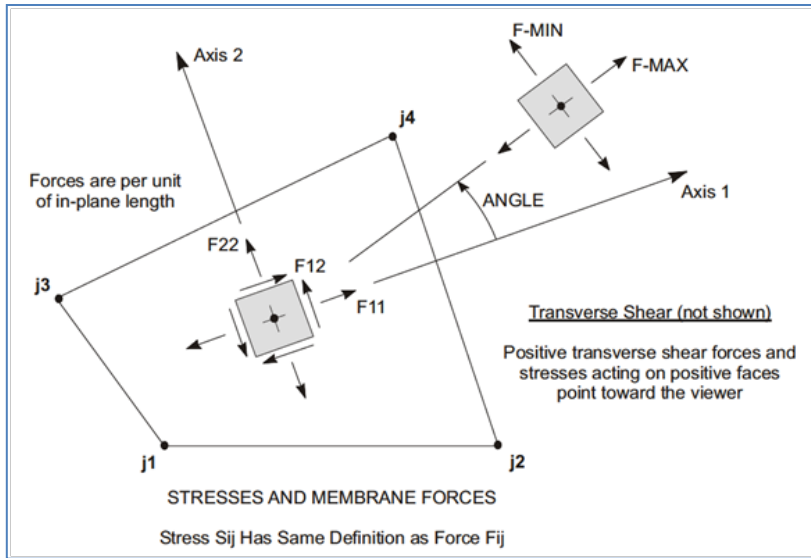 F-MIN
Axis 2
F-MAX
j4
Forces are per unit
of in-plane length
Axis 1
ANGLE
F22
F12
j3
F11
Transverse Shear (not shown)
Positive transverse shear forces and
stresses acting on positive faces
point toward the viewer
j1
j2
STRESSES AND MEMBRANE FORCES
Stress Sij Has Same Definition as Force Fij